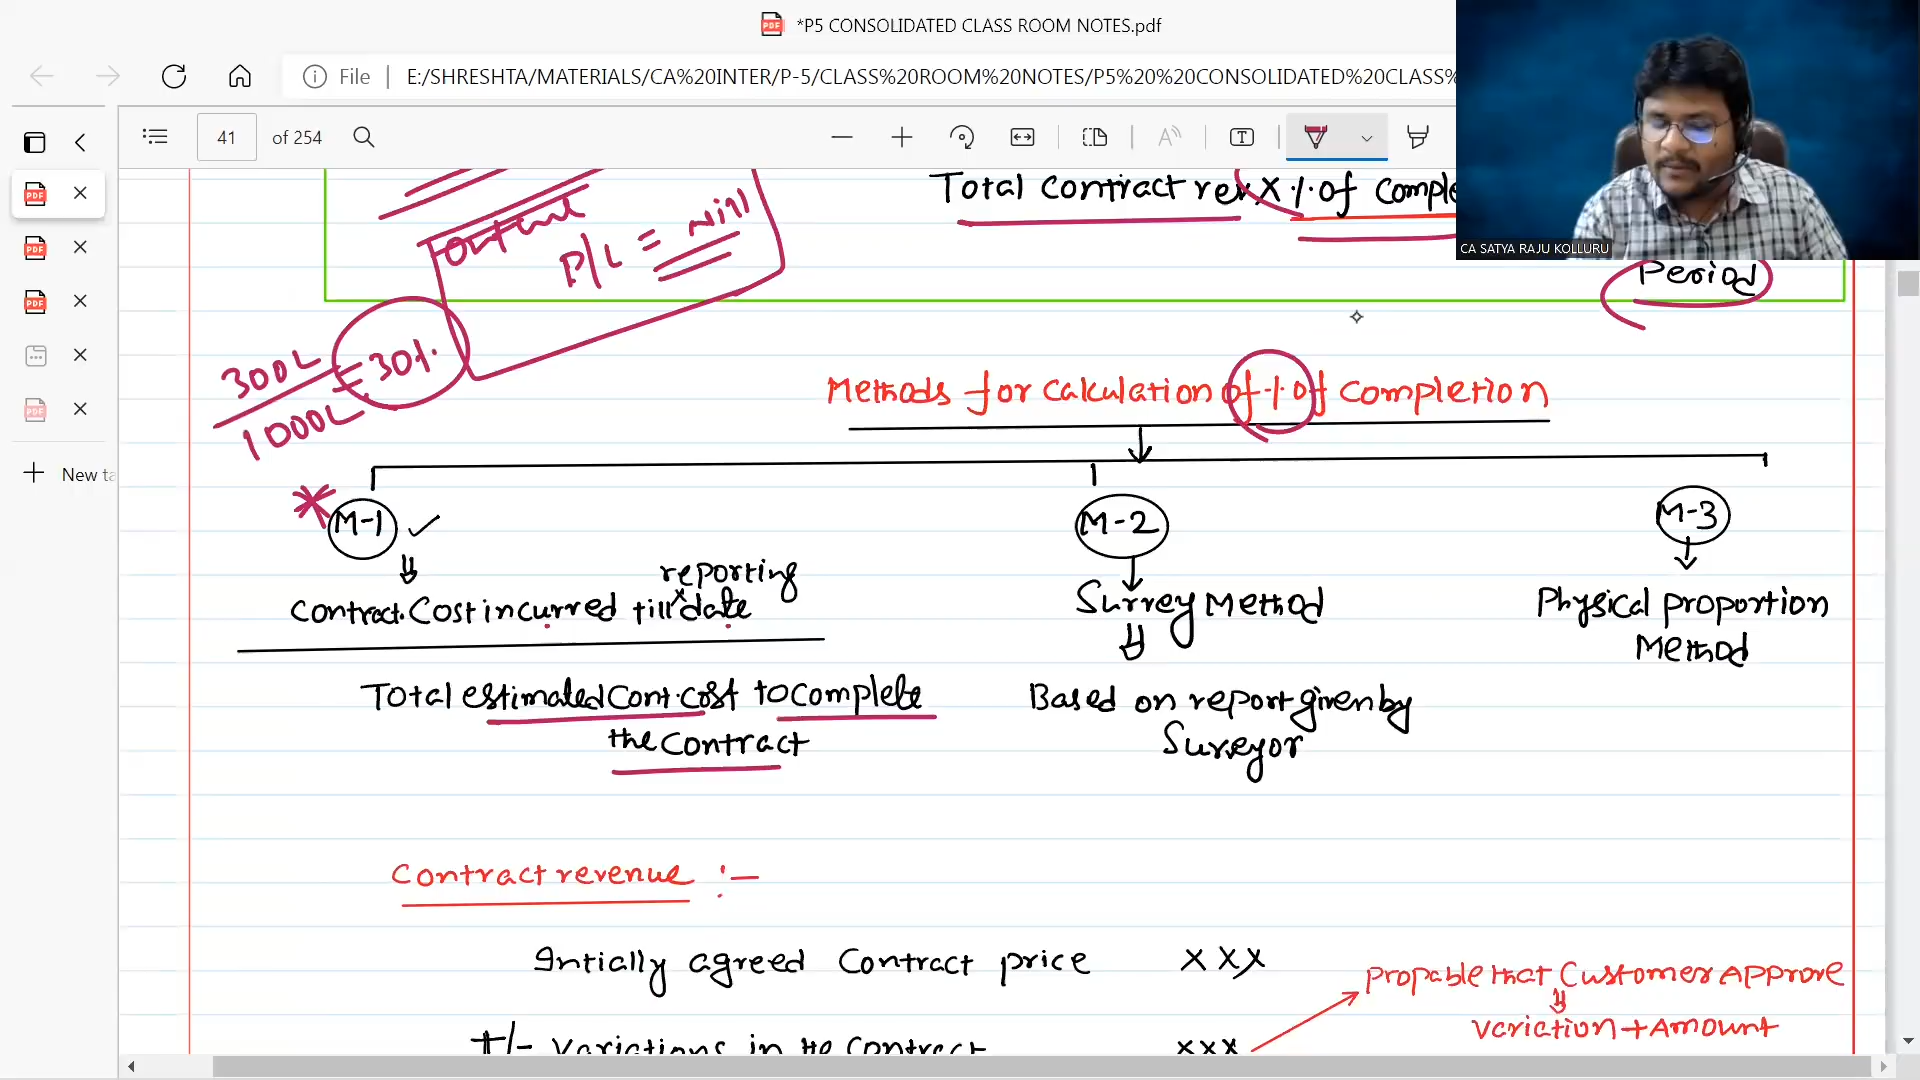 *P5 CONSOLIDATED CLASS ROOM NOTES.pdf
File
E:/SHRESHTA/MATERIALS/CA%20INTER/P-5/CLASS%20ROOM%20NOTES/P5%20%20CONSOLIDATED%20CLASS%
41 of 254
New ta
CA SATYA RAJU KOLLURU
Total Contract rev X % of Comple
Period
P/L = Nill
300L
1000L
= 30%
Methods for Calculation of % of Completion
M-1
M-2
M-3
reporting
Contract. Cost incurred till x date
Total estimated Cont. Cost to Complete
the Contract
Survey Method
Based on report given by
Surveyor
Physical proportion
Method
Contract revenue :-
Intially agreed Contract price XXX
+/- Variations in the Contract XXX
Propable that Customer Approve
Variation + Amount